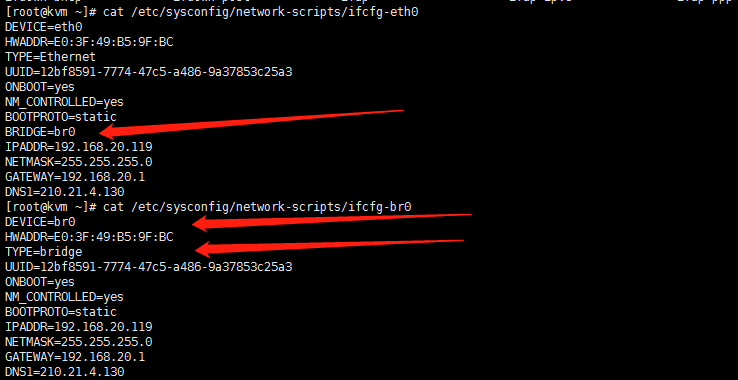 [root@kvm ~]# cat /etc/sysconfig/network-scripts/ifcfg-eth0
DEVICE=eth0
HWADDR=E0:3F:49:B5:9F:BC
TYPE=Ethernet
UUID=12bf8591-7774-47c5-a486-9a37853c25a3
ONBOOT=yes
NM_CONTROLLED=yes
BOOTPROTO=static
BRIDGE=br0
IPADDR=192.168.20.119
NETMASK=255.255.255.0
GATEWAY=192.168.20.1
DNS1=210.21.4.130
[root@kvm ~]# cat /etc/sysconfig/network-scripts/ifcfg-br0
DEVICE=br0
HWADDR=E0:3F:49:B5:9F:BC
TYPE=bridge
UUID=12bf8591-7774-47c5-a486-9a37853c25a3
ONBOOT=yes
NM_CONTROLLED=yes
BOOTPROTO=static
IPADDR=192.168.20.119
NETMASK=255.255.255.0
GATEWAY=192.168.20.1
DNS1=210.21.4.130